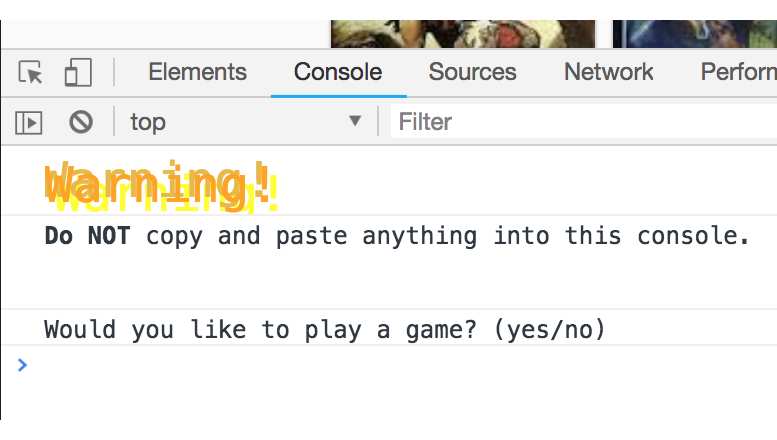 Elements Console Sources Network Perform
top ▼ Filter
Warning!
Do NOT copy and paste anything into this console.
Would you like to play a game? (yes/no)
>